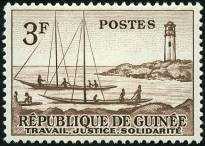 3F POSTES
RÉPUBLIQUE DE GUINÉE
TRAVAIL, JUSTICE, SOLIDARITÉ